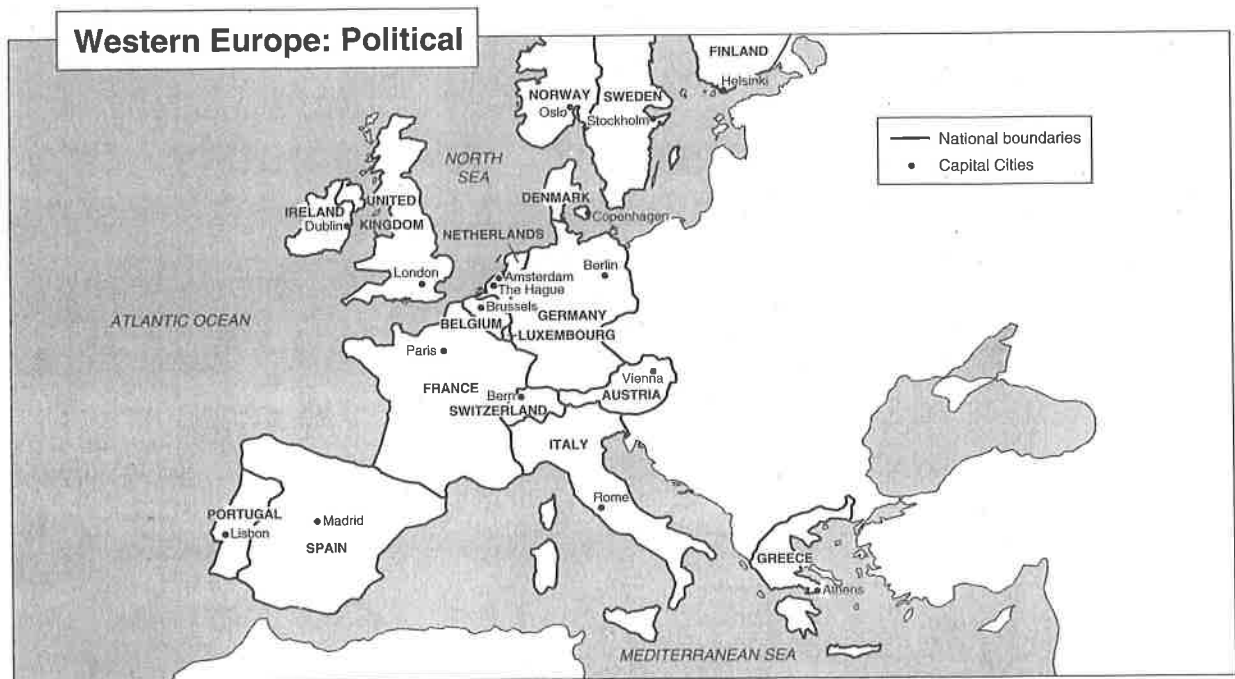 Western Europe: Political
FINLAND
Helsinki
NORWAY
Oslo
SWEDEN
Stockholm
National boundaries
Capital Cities
NORTH
SEA
DENMARK
Copenhagen
IRELAND
Dublin
UNITED
KINGDOM
London
NETHERLANDS
Amsterdam
The Hague
Berlin
GERMANY
Brussels
BELGIUM
LUXEMBOURG
ATLANTIC OCEAN
Paris
FRANCE
Bern
SWITZERLAND
Vienna
AUSTRIA
ITALY
Rome
PORTUGAL
Lisbon
Madrid
SPAIN
GREECE
Athens
MEDITERRANEAN SEA